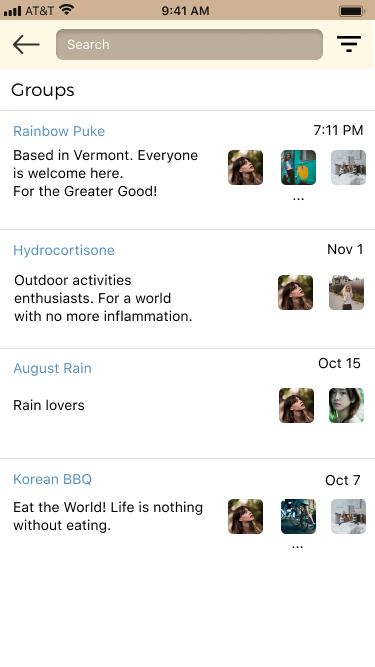 AT&T 9:41 AM
Search
Groups
Rainbow Puke 7:11 PM
Based in Vermont. Everyone
is welcome here.
For the Greater Good!
...
Hydrocortisone Nov 1
Outdoor activities
enthusiasts. For a world
with no more inflammation.
August Rain Oct 15
Rain lovers
Korean BBQ Oct 7
Eat the World! Life is nothing
without eating.
...